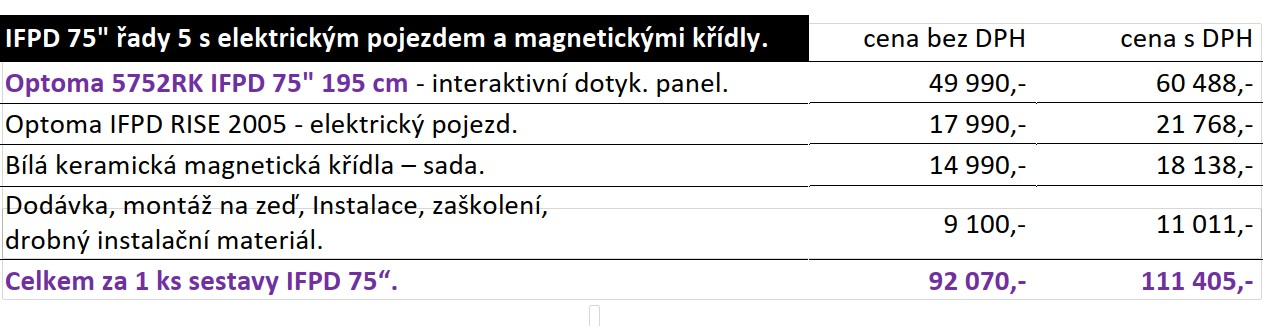 IFPD 75" řady 5 s elektrickým pojezdem a magnetickými křídly. cena bez DPH cena s DPH
Optoma 5752RK IFPD 75" 195 cm - interaktivní dotyk. panel. 49 990,- 60 488,-
Optoma IFPD RISE 2005 - elektrický pojezd. 17 990,- 21 768,-
Bílá keramická magnetická křídla – sada. 14 990,- 18 138,-
Dodávka, montáž na zeď, Instalace, zaškolení,
drobný instalační materiál. 9 100,- 11 011,-
Celkem za 1 ks sestavy IFPD 75“. 92 070,- 111 405,-